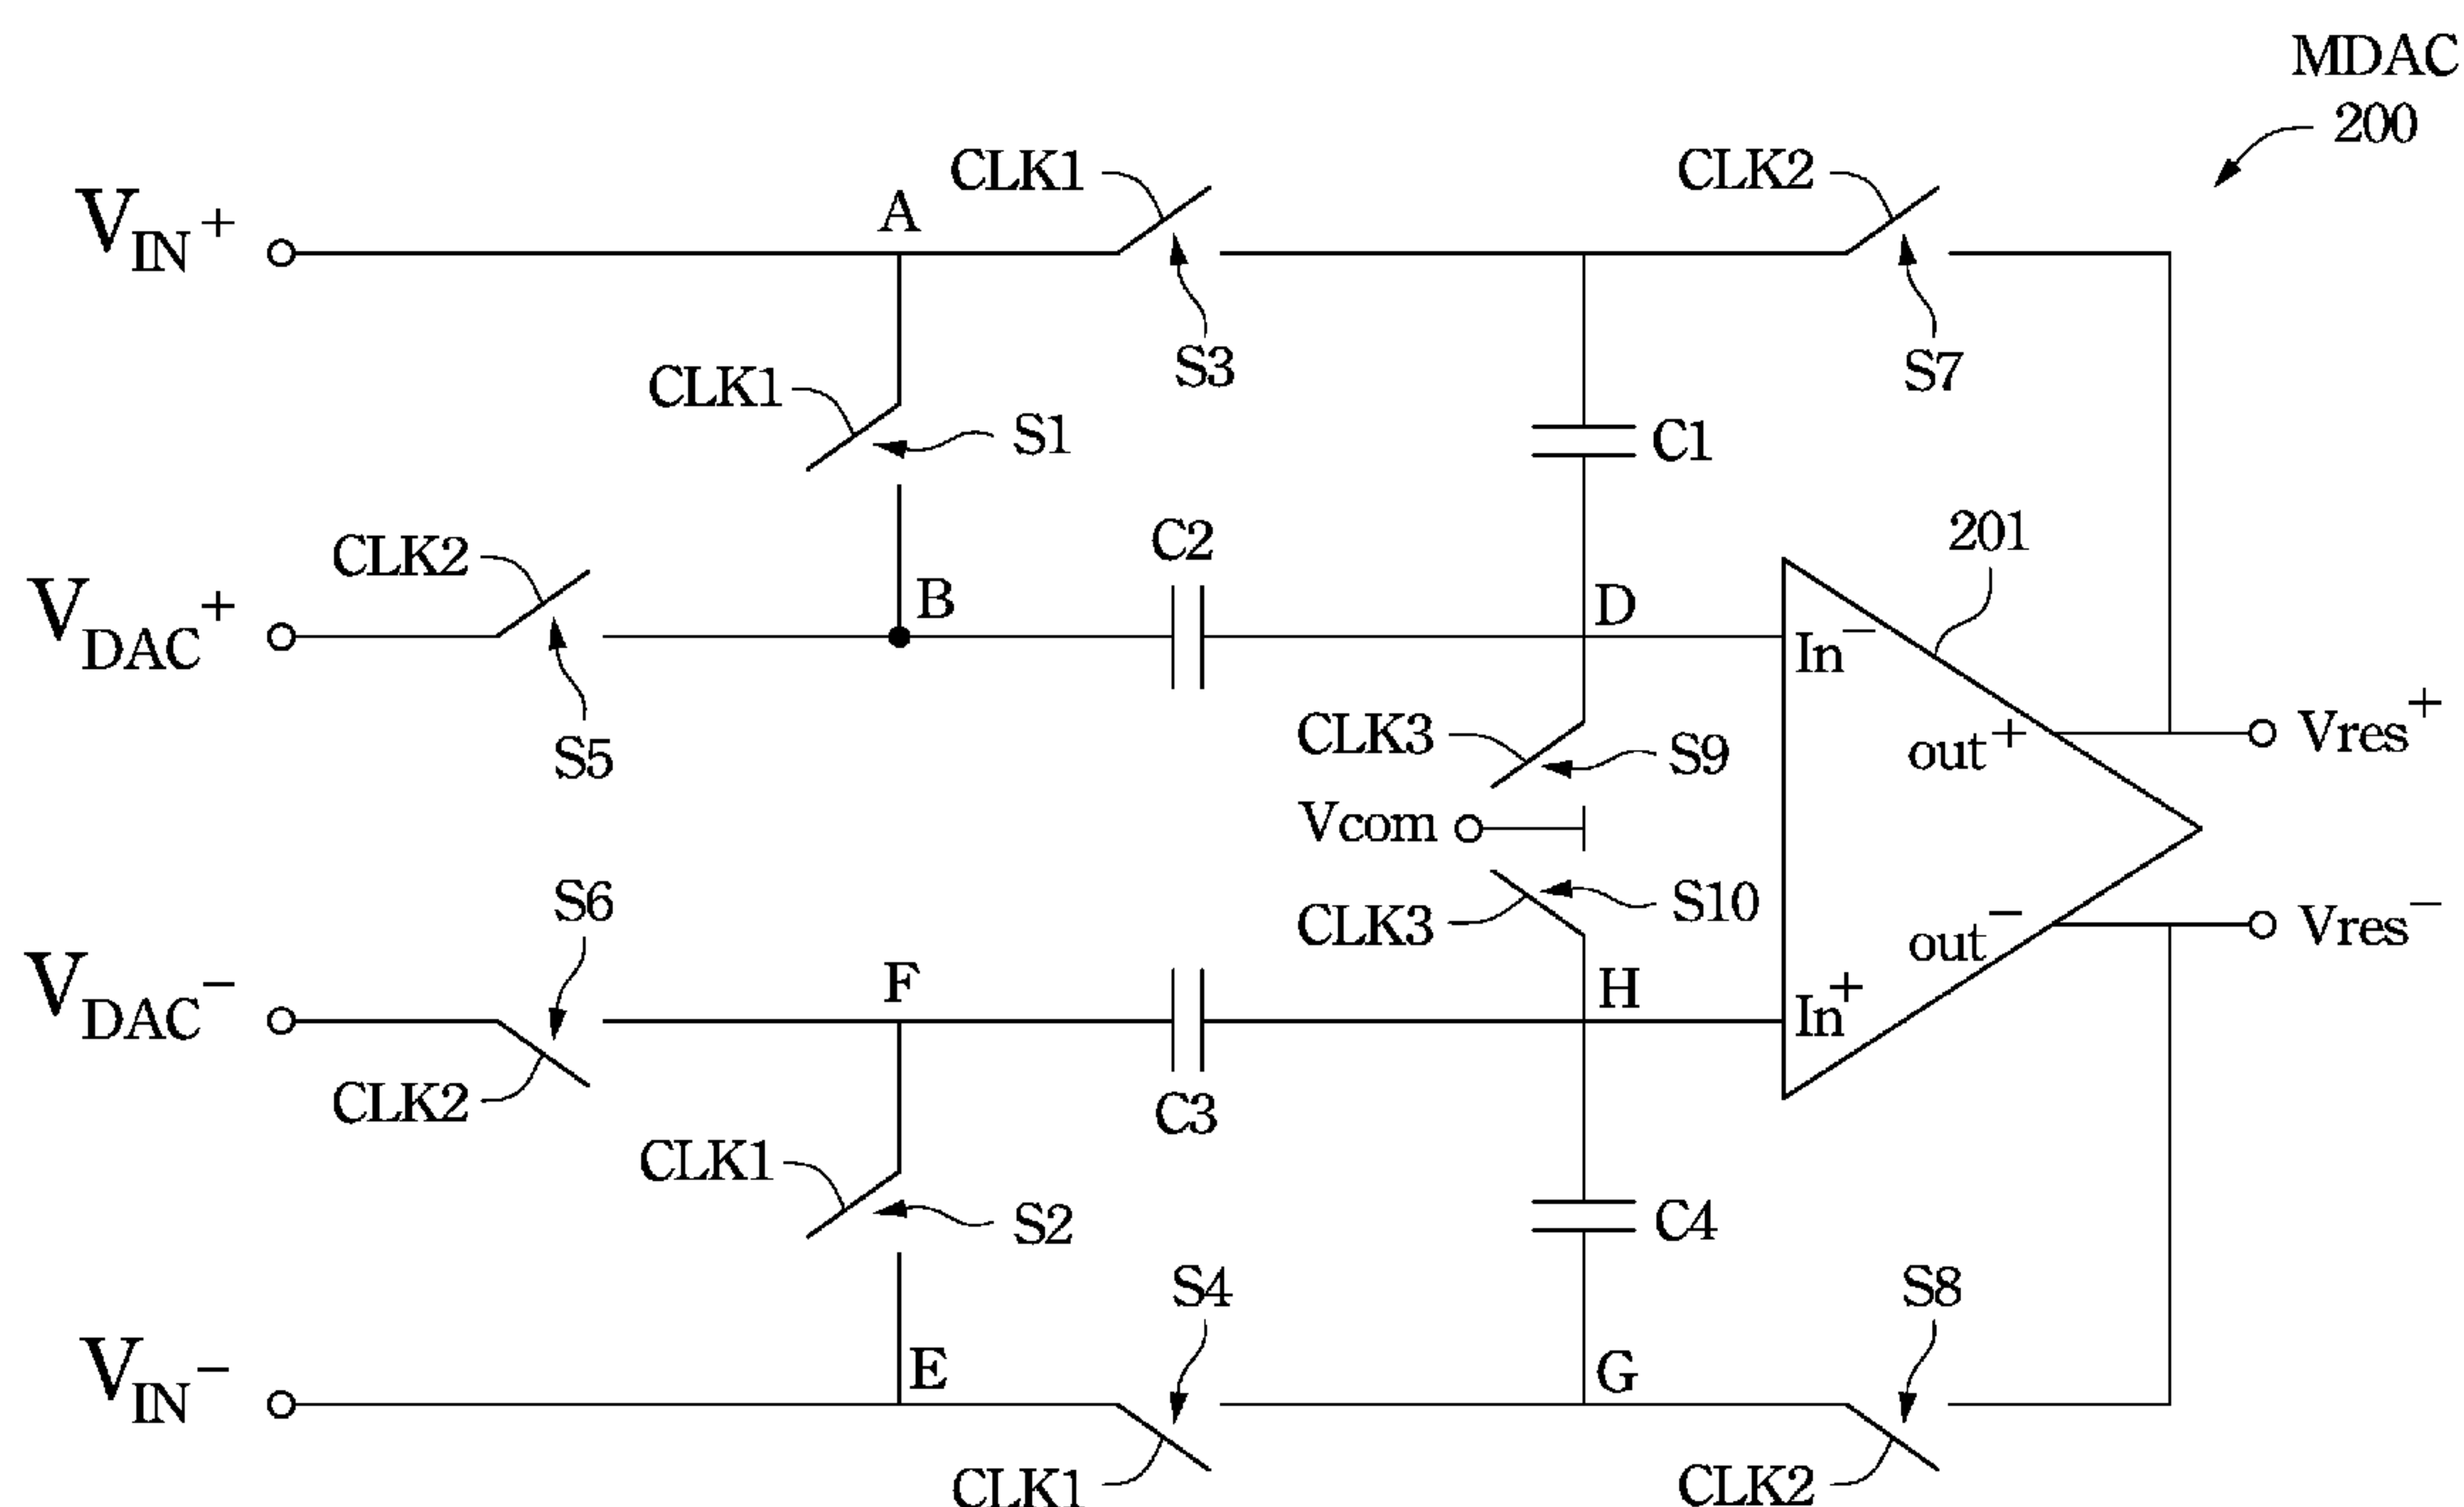 MDAC
200
CLK1
CLK2
VIN+
A
S3
S7
CLK1
S1
C1
CLK2
C2
201
VDAC+
B
D
In−
S5
CLK3
S9
out+
Vres+
Vcom
S6
CLK3
S10
out−
Vres−
VDAC−
F
H
In+
CLK2
C3
CLK1
S2
C4
S4
S8
VIN−
E
G
CLK1
CLK2